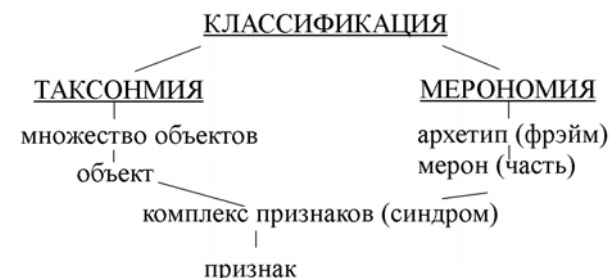 КЛАССИФИКАЦИЯ
ТАКСОНМИЯ МЕРОНОМИЯ
множество объектов архетип (фрэйм)
объект мерон (часть)
комплекс признаков (синдром)
признак